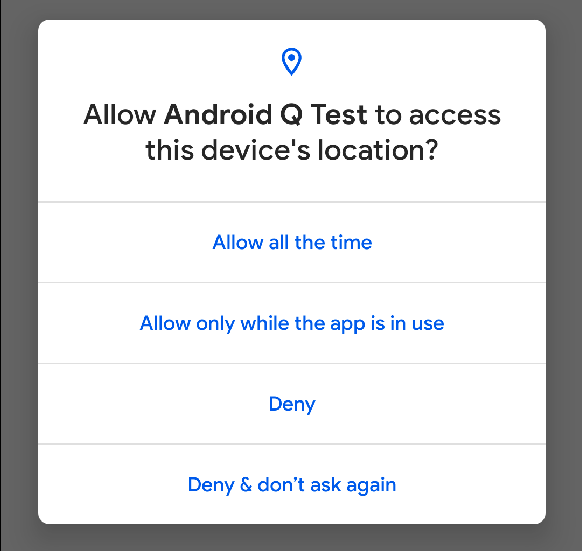 Allow Android Q Test to access
this device's location?
Allow all the time
Allow only while the app is in use
Deny
Deny & don’t ask again